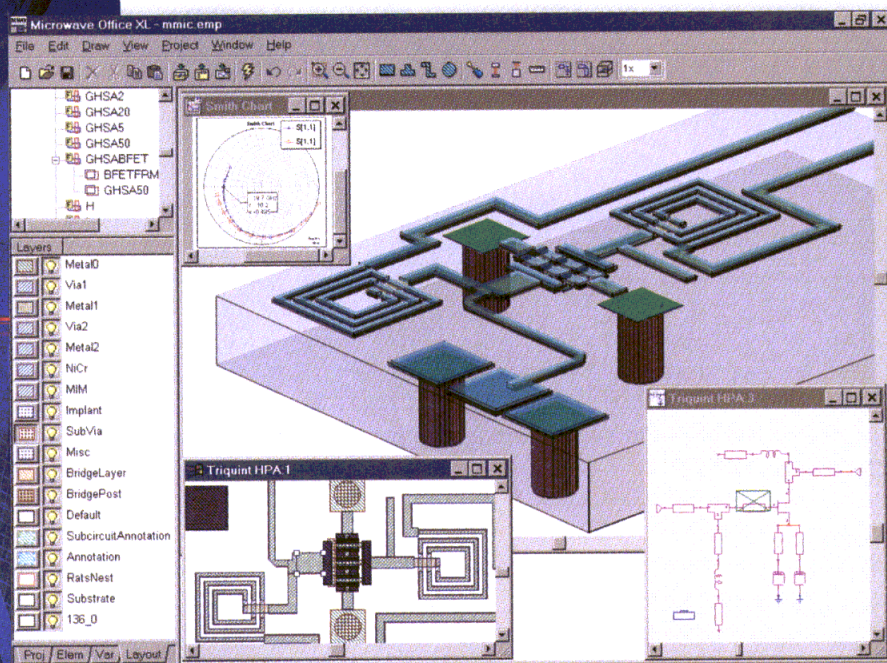 Microwave Office XL - mmic.emp
File Edit Draw View Project Window Help
1x
GHSA2
GHSA20
GHSA5
GHSA50
GHSABFET
BFETFRM
GHSA50
H
Layers
Metal0
Via1
Metal1
Via2
Metal2
NiCr
MIM
Implant
SubVia
Misc
BridgeLayer
BridgePost
Default
SubcircuitAnnotation
Annotation
RatsNest
Substrate
136_0
Proj Elem Var Layout
Smith Chart
Smith Chart
S[1,1]
S[1,1]
Triquint HPA:1
Triquint HPA:3